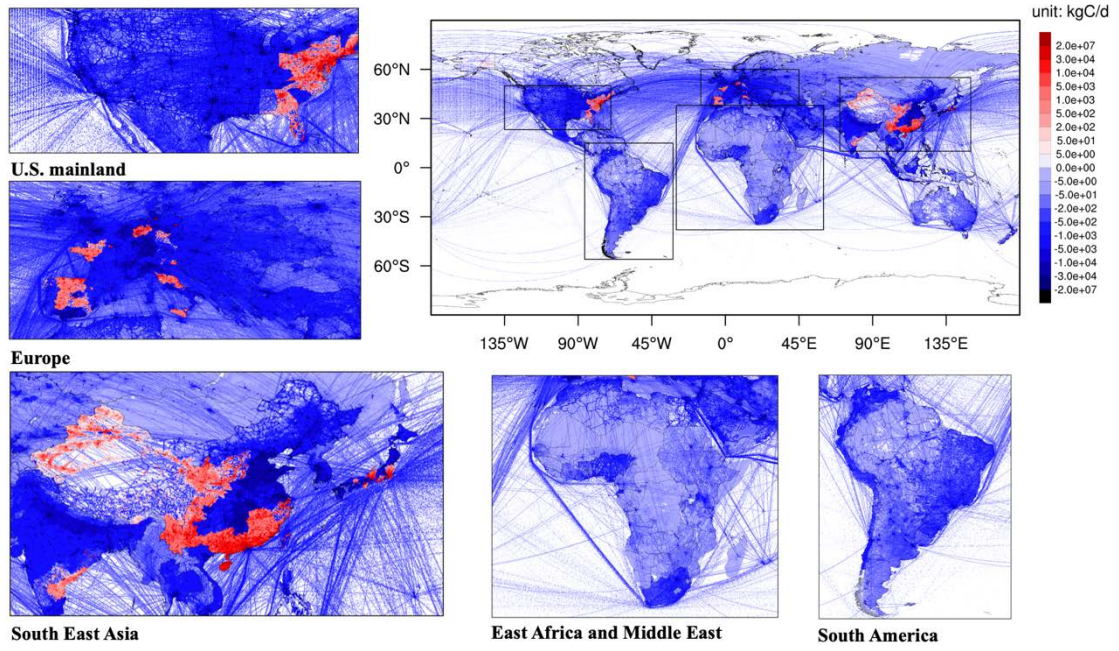 unit: kgC/d
2.0e+07
3.0e+04
1.0e+04
5.0e+03
1.0e+03
5.0e+02
2.0e+02
5.0e+01
5.0e+00
0.0e+00
-5.0e+00
-5.0e+01
-2.0e+02
-5.0e+02
-1.0e+03
-5.0e+03
-1.0e+04
-3.0e+04
-2.0e+07
60°N
30°N
0°
30°S
60°S
135°W 90°W 45°W 0° 45°E 90°E 135°E
U.S. mainland
Europe
South East Asia
East Africa and Middle East
South America